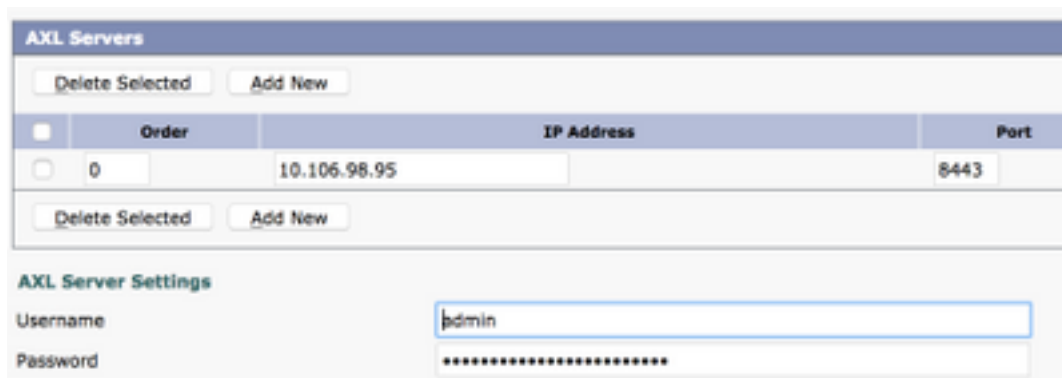 AXL Servers
Delete Selected Add New
Order IP Address Port
0 10.106.98.95 8443
Delete Selected Add New
AXL Server Settings
Username admin
Password ••••••••••••••••••••••••